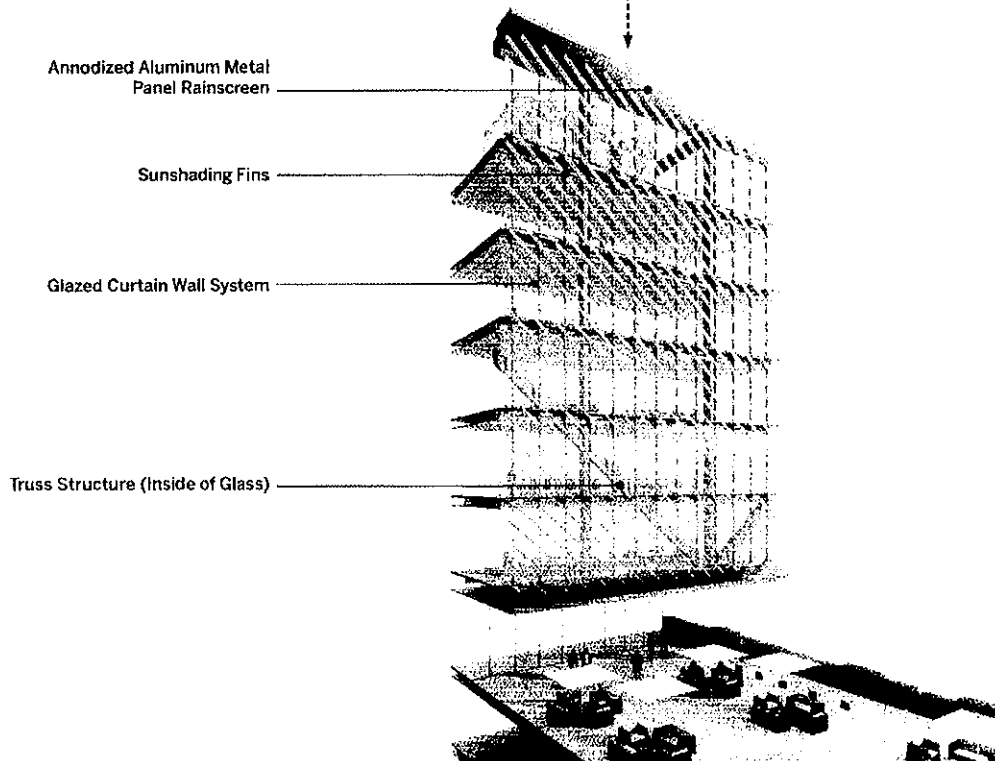 Annodized Aluminum Metal
Panel Rainscreen
Sunshading Fins
Glazed Curtain Wall System
Truss Structure (Inside of Glass)